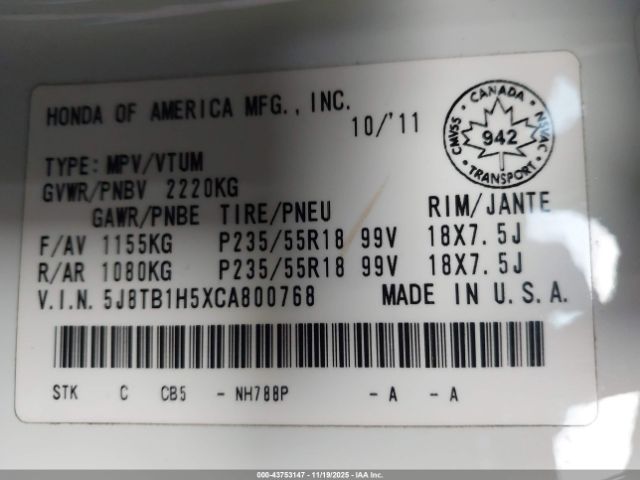 HONDA OF AMERICA MFG., INC.
10/'11
CANADA
CMVSS
NSVAC
942
TRANSPORT
TYPE: MPV/VTUM
GVWR/PNBV 2220KG
GAWR/PNBE TIRE/PNEU RIM/JANTE
F/AV 1155KG P235/55R18 99V 18X7.5J
R/AR 1080KG P235/55R18 99V 18X7.5J
V.I.N. 5J8TB1H5XCA800768 MADE IN U.S.A.
STK C CB5 - NH788P - A - A
000-43753147 - 11/19/2025 - IAA Inc.